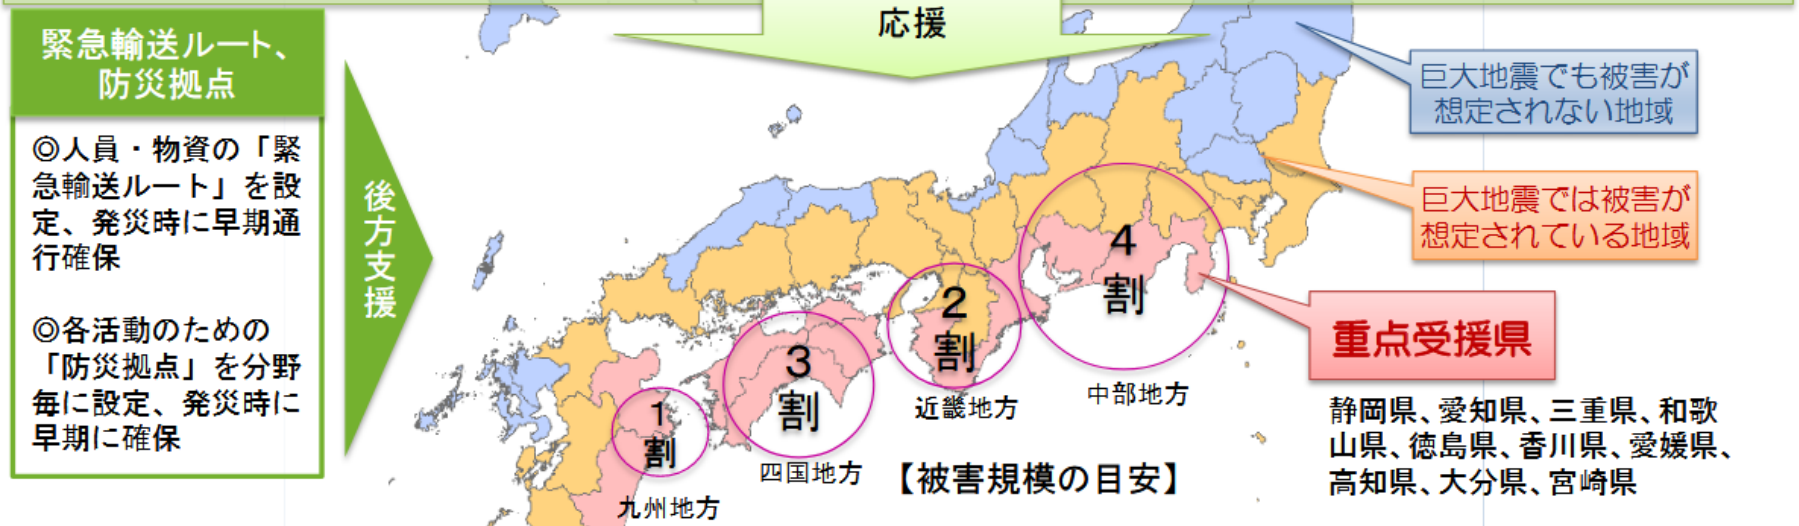 応援
緊急輸送ルート、
防災拠点
◎人員・物資の「緊
急輸送ルート」を設
定、発災時に早期通
行確保
◎各活動のための
「防災拠点」を分野
毎に設定、発災時に
早期に確保
後方支援
巨大地震でも被害が
想定されない地域
巨大地震では被害が
想定されている地域
重点受援県
静岡県、愛知県、三重県、和歌
山県、徳島県、香川県、愛媛県、
高知県、大分県、宮崎県
4
割
中部地方
2
割
近畿地方
3
割
四国地方
1
割
九州地方
【被害規模の目安】